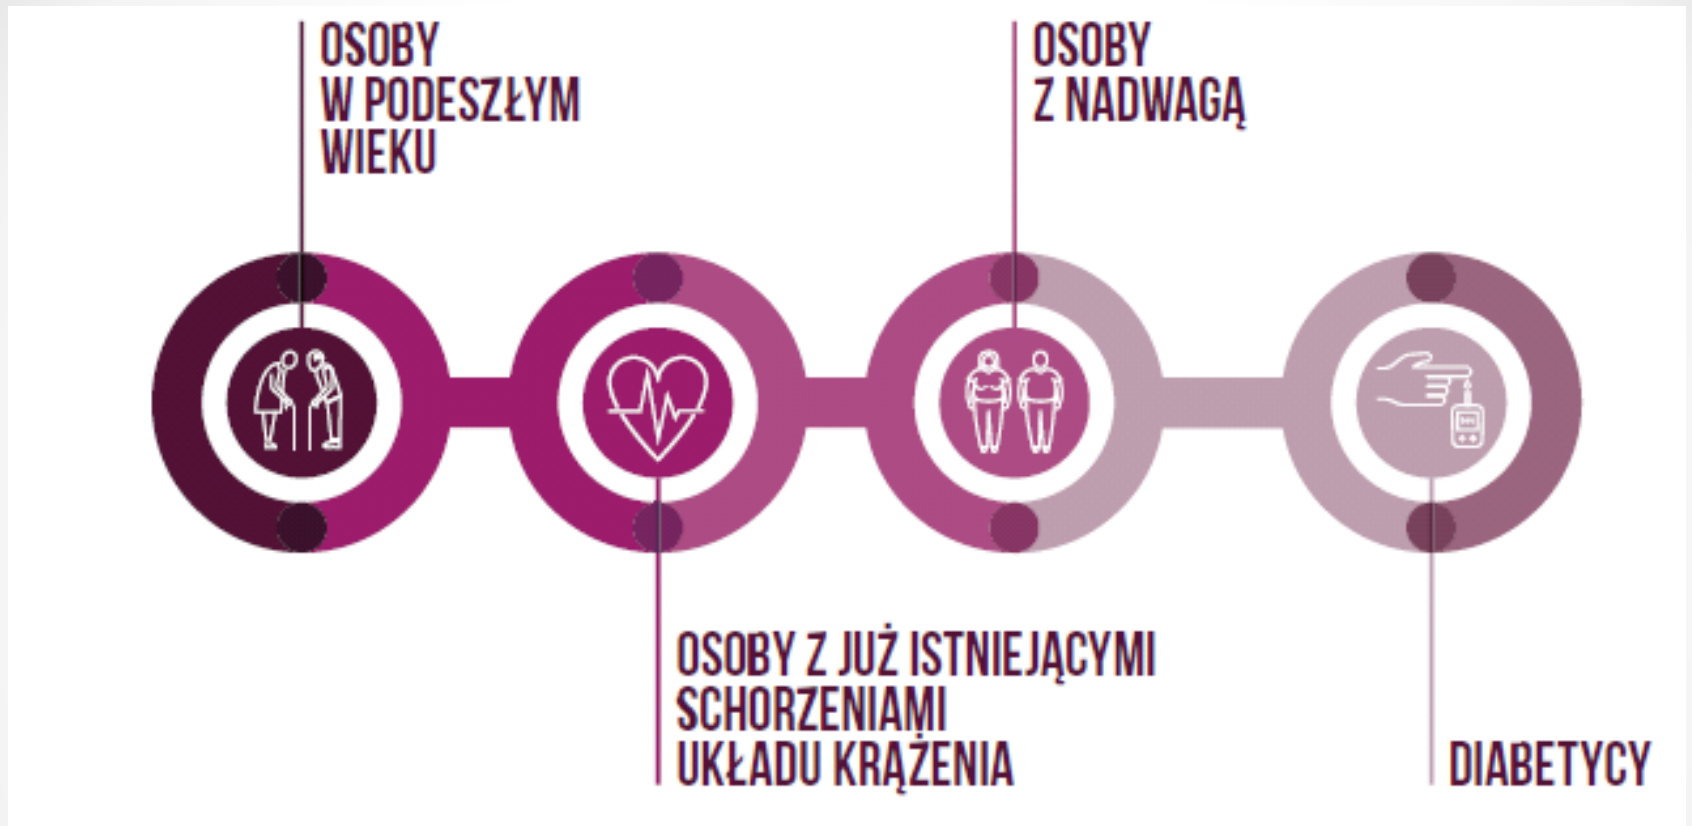 OSOBY
W PODESZŁYM
WIEKU
OSOBY
Z NADWAGĄ
OSOBY Z JUŻ ISTNIEJĄCYMI
SCHORZENIAMI
UKŁADU KRĄŻENIA
DIABETYCY